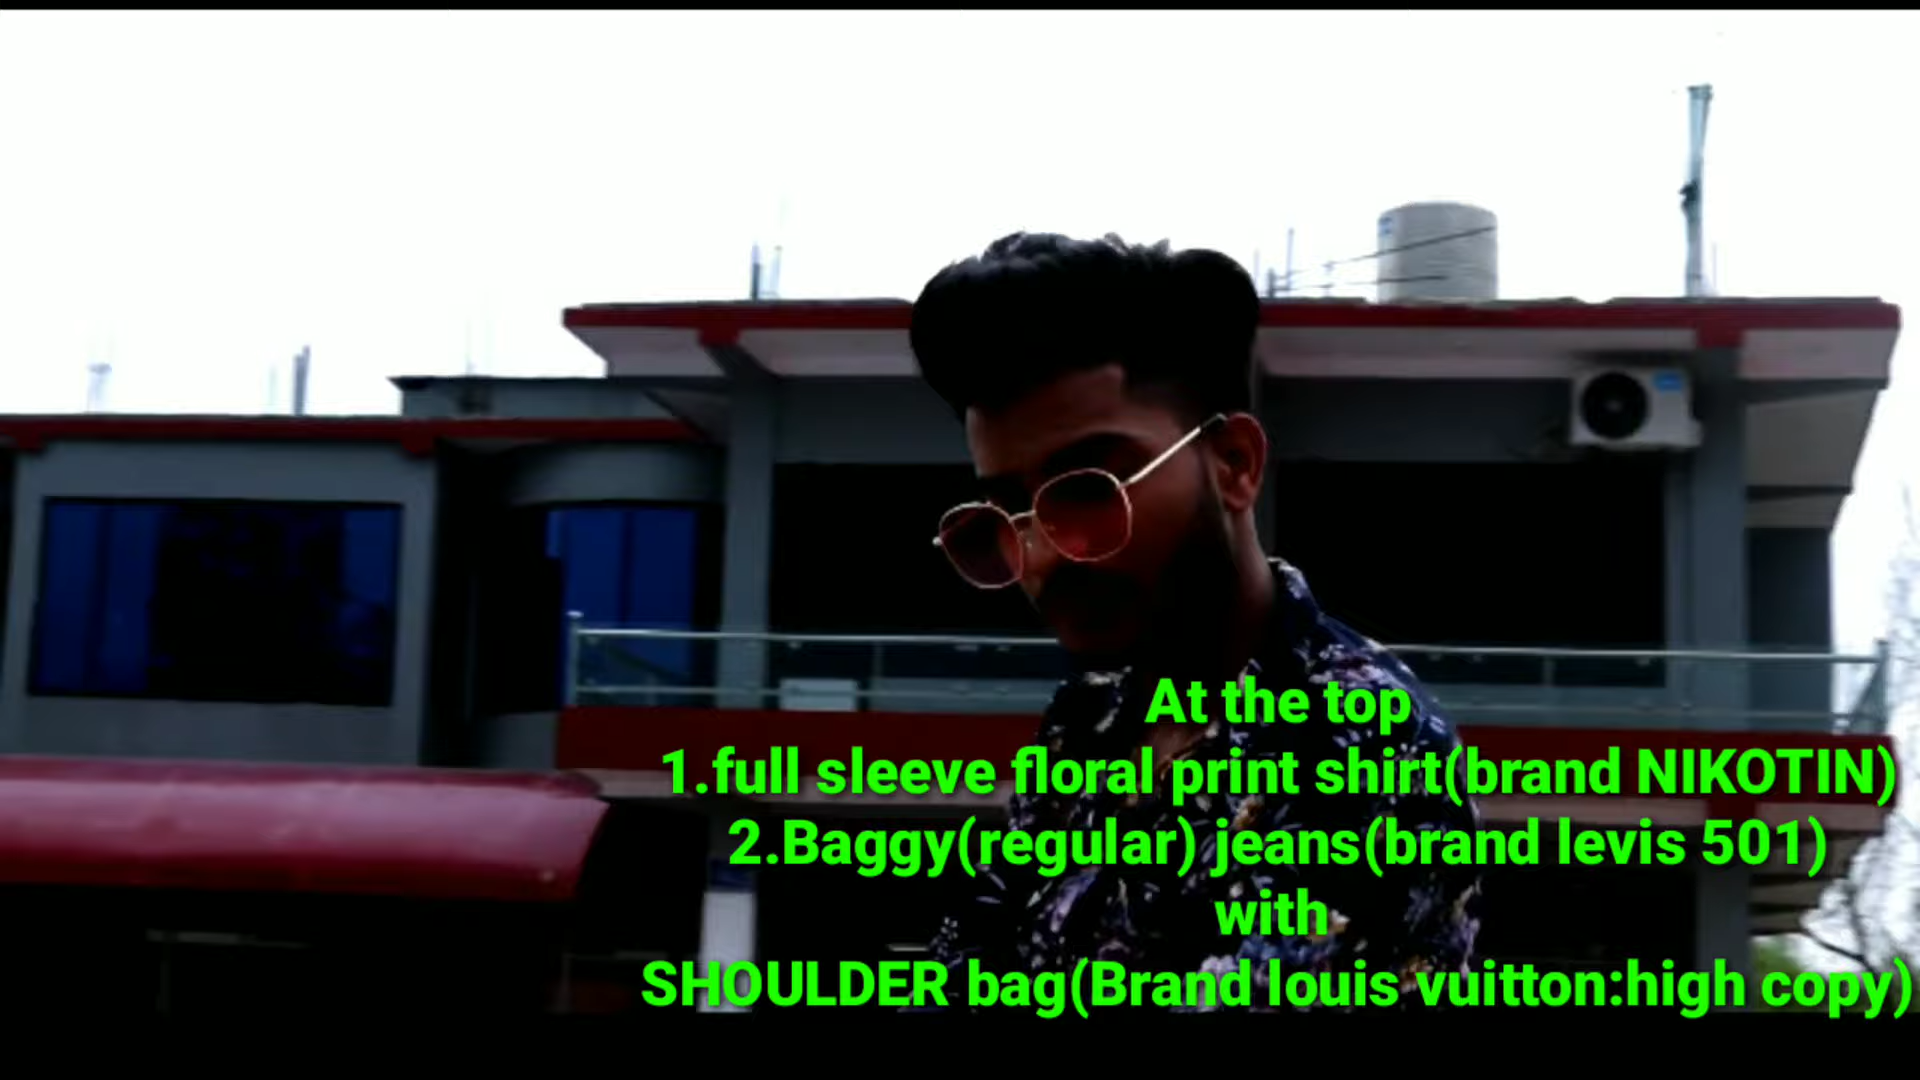 At the top
1.full sleeve floral print shirt(brand NIKOTIN)
2.Baggy(regular) jeans(brand levis 501)
with
SHOULDER bag(Brand louis vuitton:high copy)